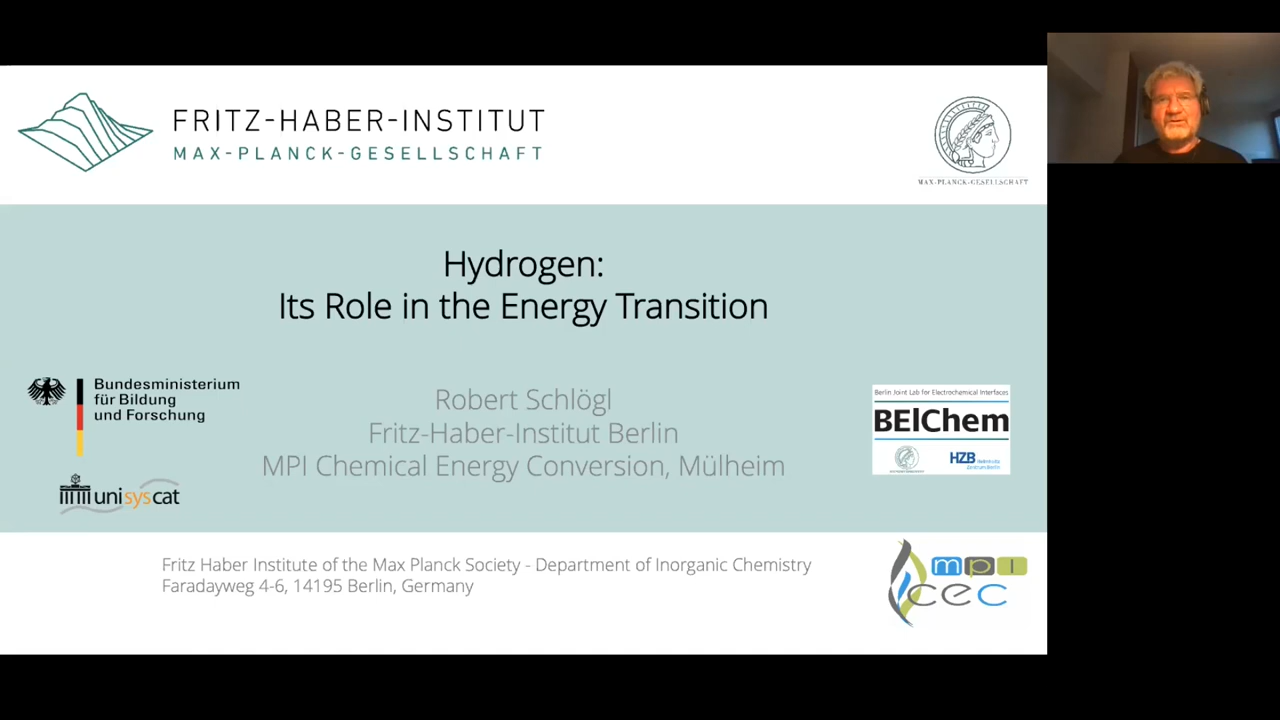 FRITZ-HABER-INSTITUT
MAX-PLANCK-GESELLSCHAFT
MAX-PLANCK-GESELLSCHAFT
Hydrogen:
Its Role in the Energy Transition
Bundesministerium
für Bildung
und Forschung
unisyscat
Robert Schlögl
Fritz-Haber-Institut Berlin
MPI Chemical Energy Conversion, Mülheim
Berlin Joint Lab for Electrochemical Interfaces
BElChem
HZB Helmholtz
Zentrum Berlin
Fritz Haber Institute of the Max Planck Society - Department of Inorganic Chemistry
Faradayweg 4-6, 14195 Berlin, Germany
mpi
cec